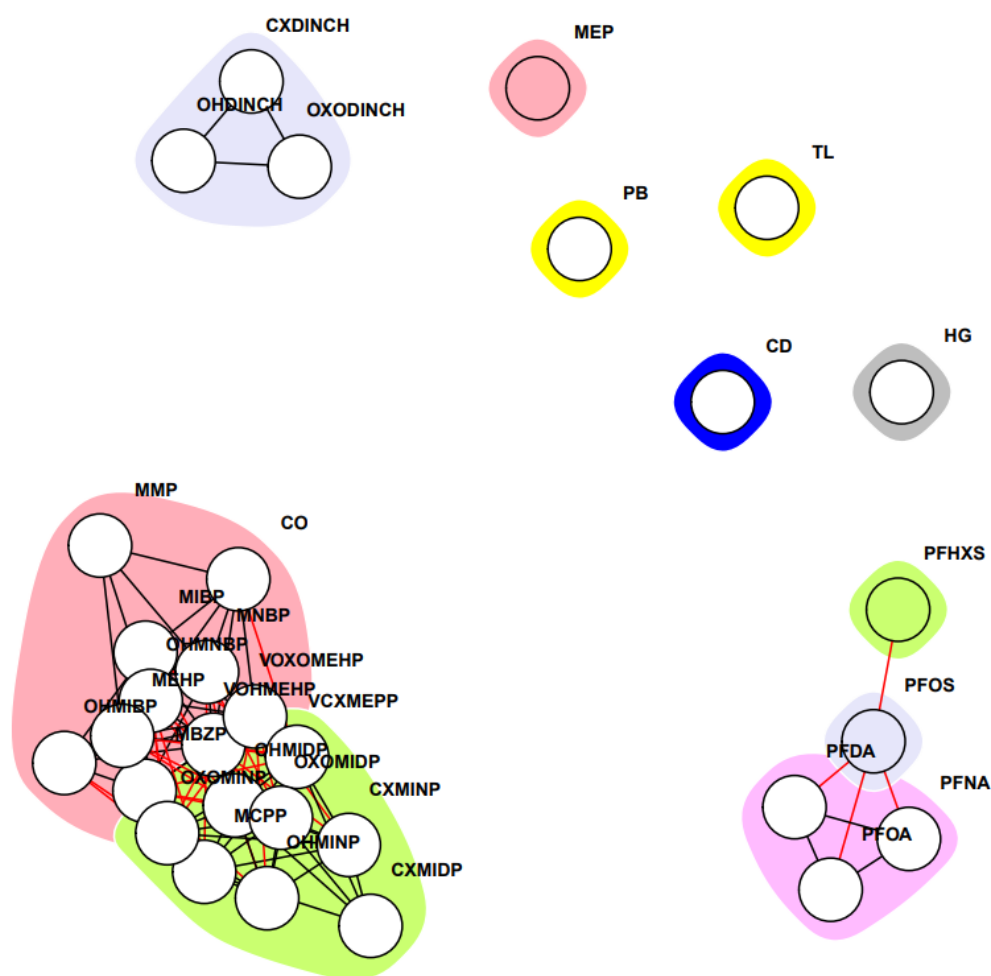 CXDINCH
MEP
OHDINCH
OXODINCH
TL
PB
HG
CD
MMP
CO
PFHXS
MIBP
MNBP
OHMNBP
VOXOMEHP
MEHP
VOHMEHP
PFOS
OHMIBP
VCXMEPP
MBZP
OHMIDP
PFDA
OXOMIDP
OXOMINP
CXMINP
PFNA
MCPP
OHMINP
PFOA
CXMIDP